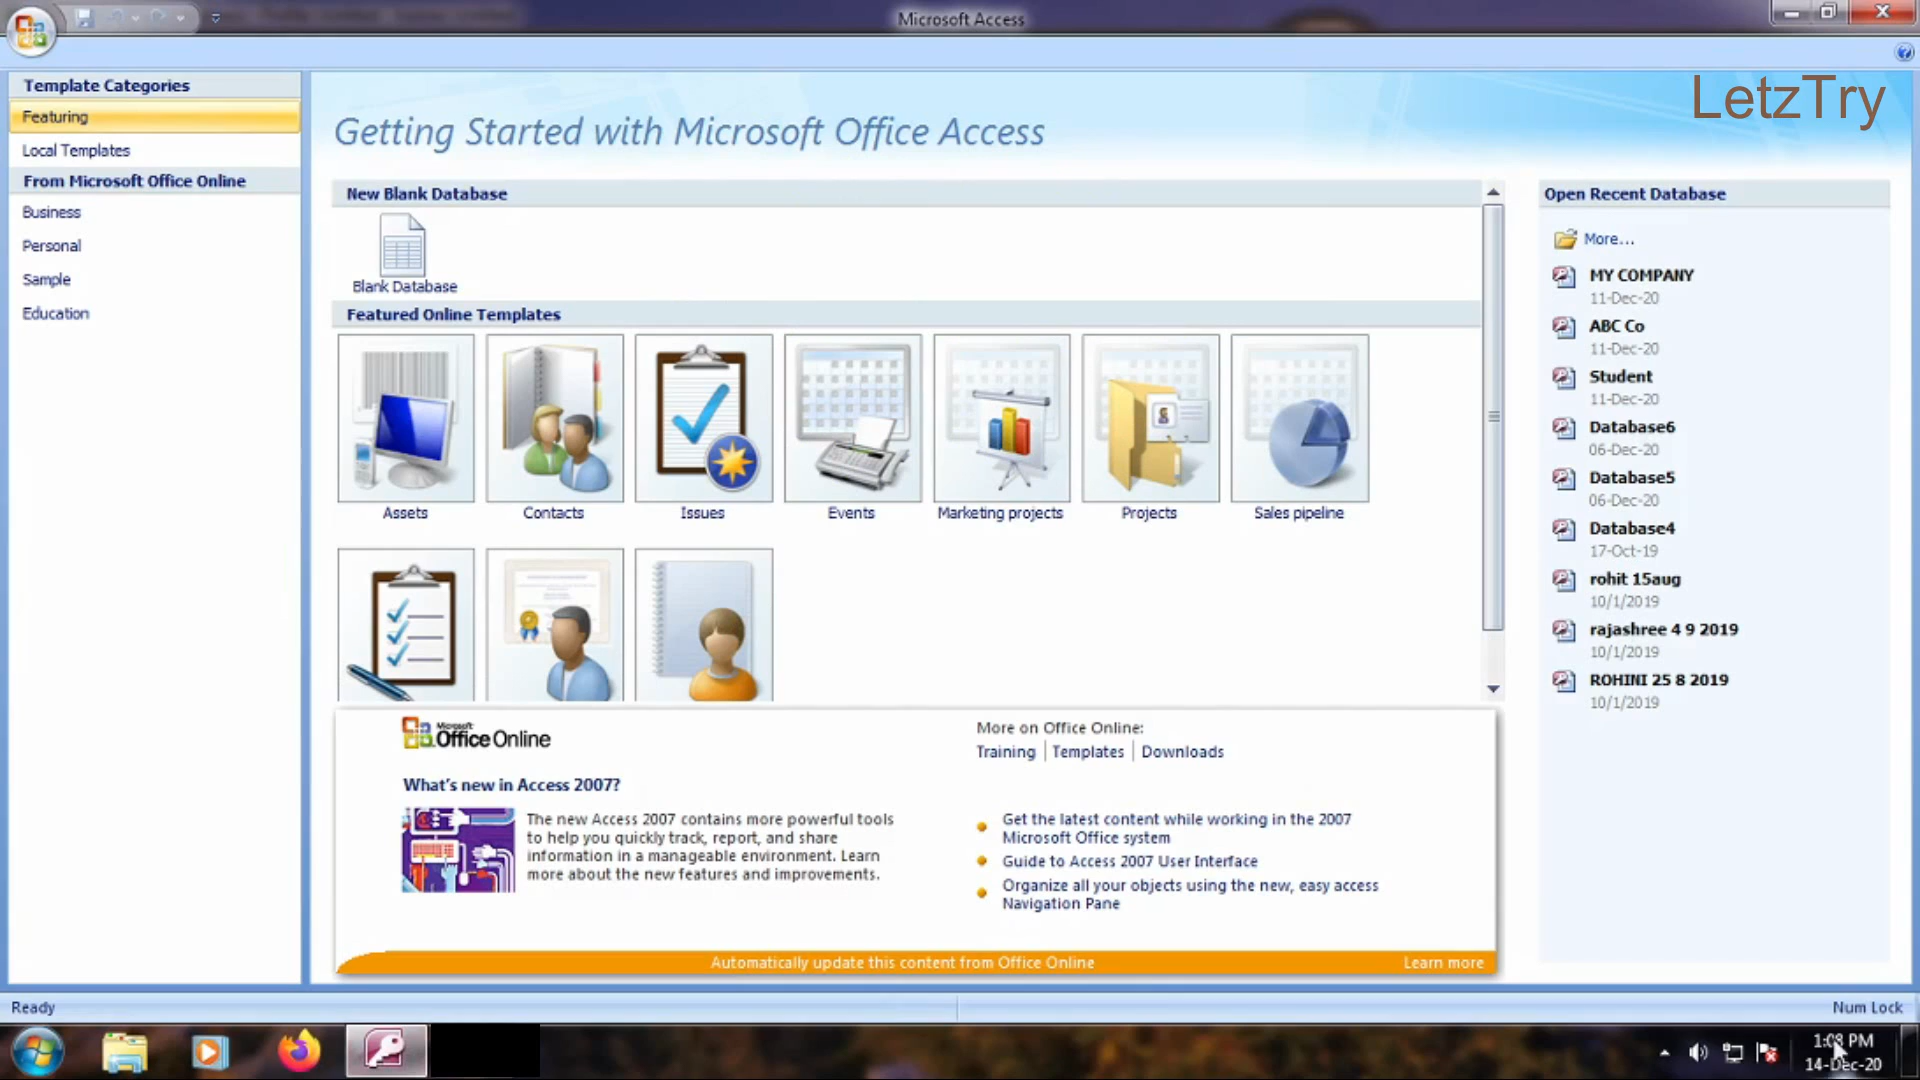 Microsoft Access
LetzTry
Template Categories
Featuring
Local Templates
From Microsoft Office Online
Business
Personal
Sample
Education
Getting Started with Microsoft Office Access
New Blank Database
Blank Database
Featured Online Templates
Assets
Contacts
Issues
Events
Marketing projects
Projects
Sales pipeline
Microsoft
Office Online
What's new in Access 2007?
The new Access 2007 contains more powerful tools
to help you quickly track, report, and share
information in a manageable environment. Learn
more about the new features and improvements.
More on Office Online:
Training | Templates | Downloads
Get the latest content while working in the 2007
Microsoft Office system
Guide to Access 2007 User Interface
Organize all your objects using the new, easy access
Navigation Pane
Automatically update this content from Office Online
Learn more
Open Recent Database
More...
MY COMPANY
11-Dec-20
ABC Co
11-Dec-20
Student
11-Dec-20
Database6
06-Dec-20
Database5
06-Dec-20
Database4
17-Oct-19
rohit 15aug
10/1/2019
rajashree 4 9 2019
10/1/2019
ROHINI 25 8 2019
10/1/2019
Ready
Num Lock
1:03 PM
14-Dec-20